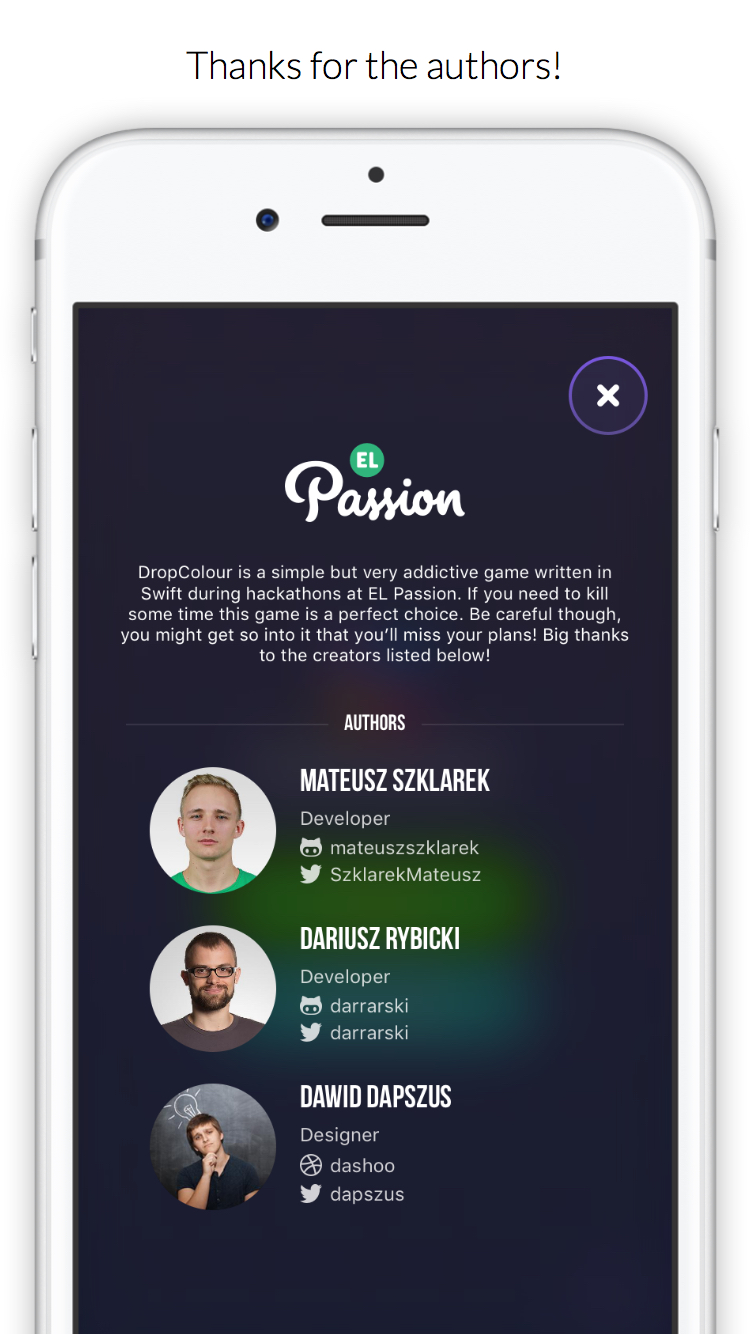 Thanks for the authors!
EL
Passion
DropColour is a simple but very addictive game written in
Swift during hackathons at EL Passion. If you need to kill
some time this game is a perfect choice. Be careful though,
you might get so into it that you’ll miss your plans! Big thanks
to the creators listed below!
AUTHORS
MATEUSZ SZKLAREK
Developer
mateuszszklarek
SzklarekMateusz
DARIUSZ RYBICKI
Developer
darrarski
darrarski
DAWID DAPSZUS
Designer
dashoo
dapszus